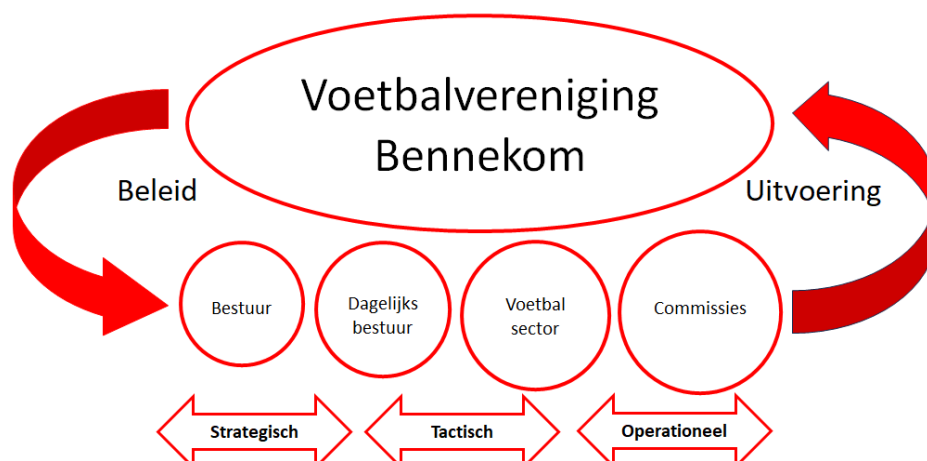 Voetbalvereniging
Bennekom
Beleid
Uitvoering
Bestuur
Dagelijks
bestuur
Voetbal
sector
Commissies
Strategisch
Tactisch
Operationeel